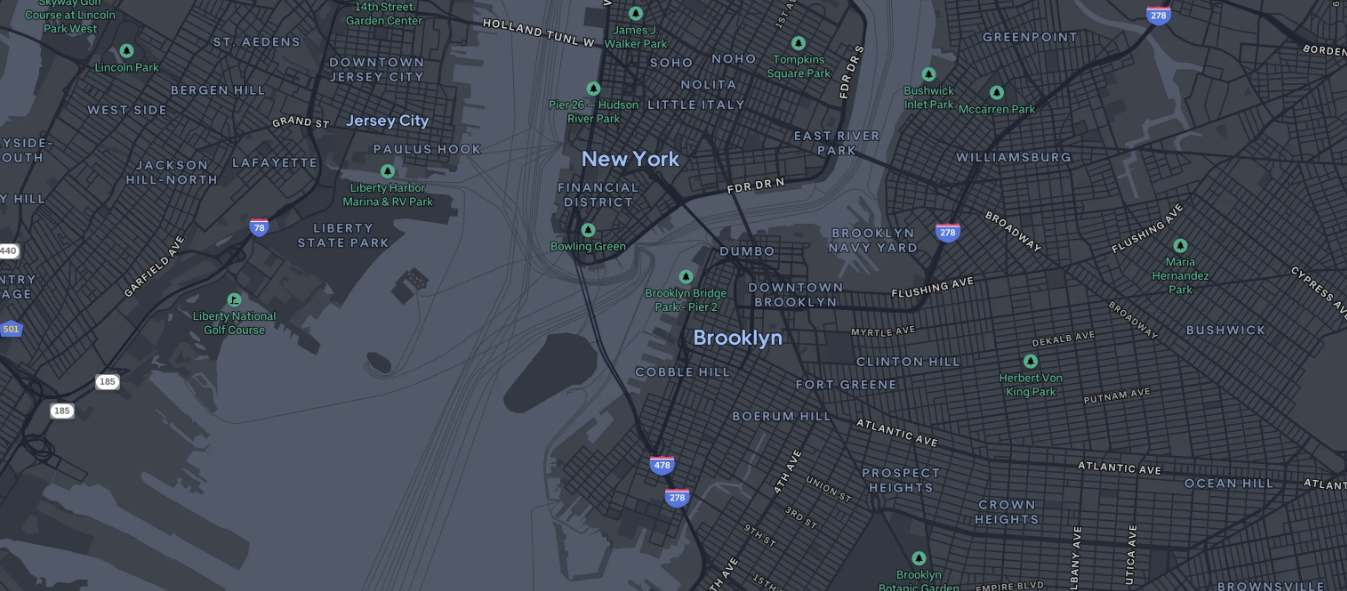 Skyway Golf
Course at Lincoln
Park West
14th Street
Garden Center
HOLLAND TUNL W
James J.
Walker Park
1ST A
278
GREENPOINT
BORDEN
ST. AEDENS
Lincoln Park
DOWNTOWN
JERSEY CITY
SOHO
NOHO
Tompkins
Square Park
FDR DR S
BERGEN HILL
NOLITA
Bushwick
Inlet Park
Mccarren Park
WEST SIDE
Pier 26 - Hudson
River Park
LITTLE ITALY
GRAND ST
Jersey City
EAST RIVER
PARK
YSIDE-
OUTH
PAULUS HOOK
New York
WILLIAMSBURG
JACKSON
HILL-NORTH
LAFAYETTE
Y HILL
Liberty Harbor
Marina & RV Park
FINANCIAL
DISTRICT
FDR DR N
78
LIBERTY
STATE PARK
BROADWAY
FLUSHING AVE
440
GARFIELD AVE
Bowling Green
DUMBO
BROOKLYN
NAVY YARD
278
Maria
Hernandez
Park
NTRY
AGE
Brooklyn Bridge
Park - Pier 2
DOWNTOWN
BROOKLYN
FLUSHING AVE
CYPRESS AVE
Liberty National
Golf Course
501
Brooklyn
MYRTLE AVE
DEKALB AVE
BROADWAY
BUSHWICK
COBBLE HILL
CLINTON HILL
185
FORT GREENE
Herbert Von
King Park
PUTNAM AVE
185
BOERUM HILL
ATLANTIC AVE
478
4TH AVE
PROSPECT
HEIGHTS
ATLANTIC AVE
OCEAN HILL
ATLANT
278
UNION ST
3RD ST
CROWN
HEIGHTS
9TH ST
LBANY AVE
UTICA AVE
TH AVE
15TH
Brooklyn
Botanic Garden
EMPIRE BLVD
BROWNSVILLE